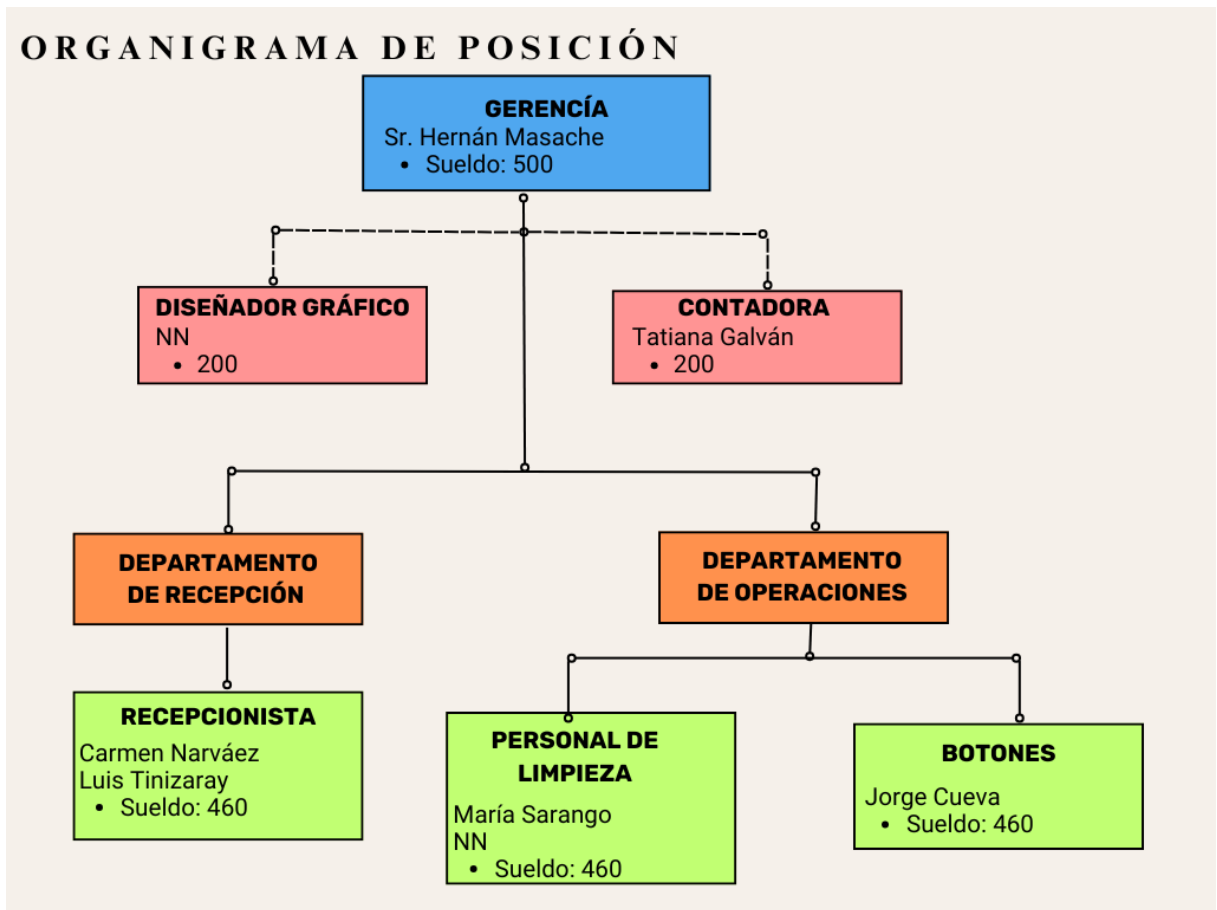 ORGANIGRAMA DE POSICIÓN
GERENCÍA
Sr. Hernán Masache
• Sueldo: 500
DISEÑADOR GRÁFICO
NN
• 200
CONTADORA
Tatiana Galván
• 200
DEPARTAMENTO
DE RECEPCIÓN
DEPARTAMENTO
DE OPERACIONES
RECEPCIONISTA
Carmen Narváez
Luis Tinizaray
• Sueldo: 460
PERSONAL DE
LIMPIEZA
María Sarango
NN
• Sueldo: 460
BOTONES
Jorge Cueva
• Sueldo: 460